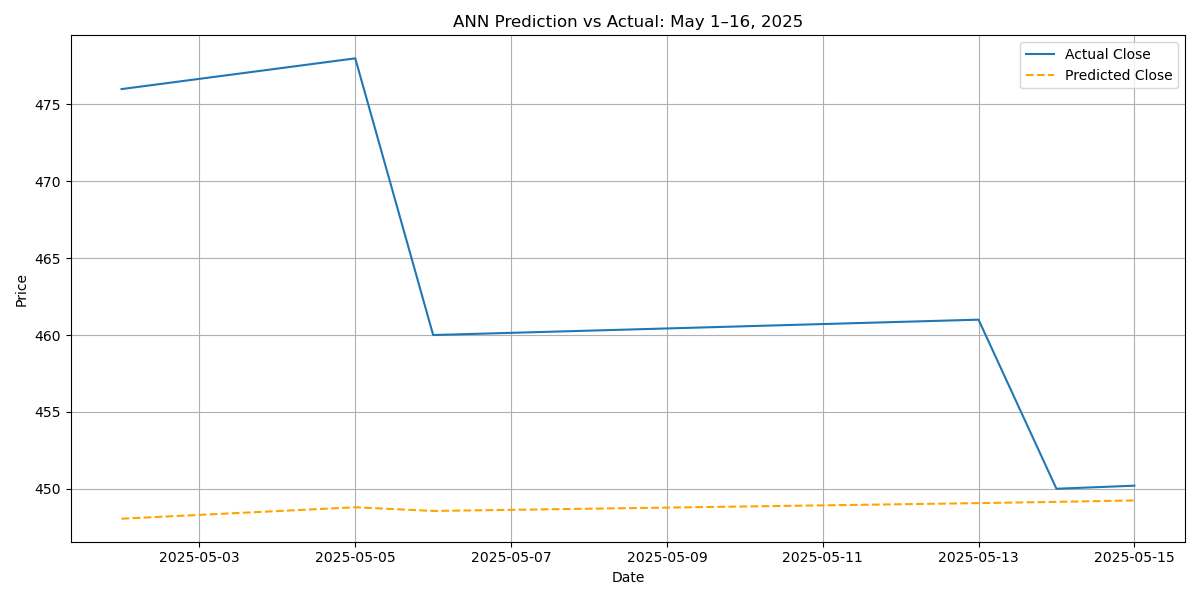 ANN Prediction vs Actual: May 1–16, 2025
Actual Close
Predicted Close
Price
475
470
465
460
455
450
2025-05-03
2025-05-05
2025-05-07
2025-05-09
2025-05-11
2025-05-13
2025-05-15
Date